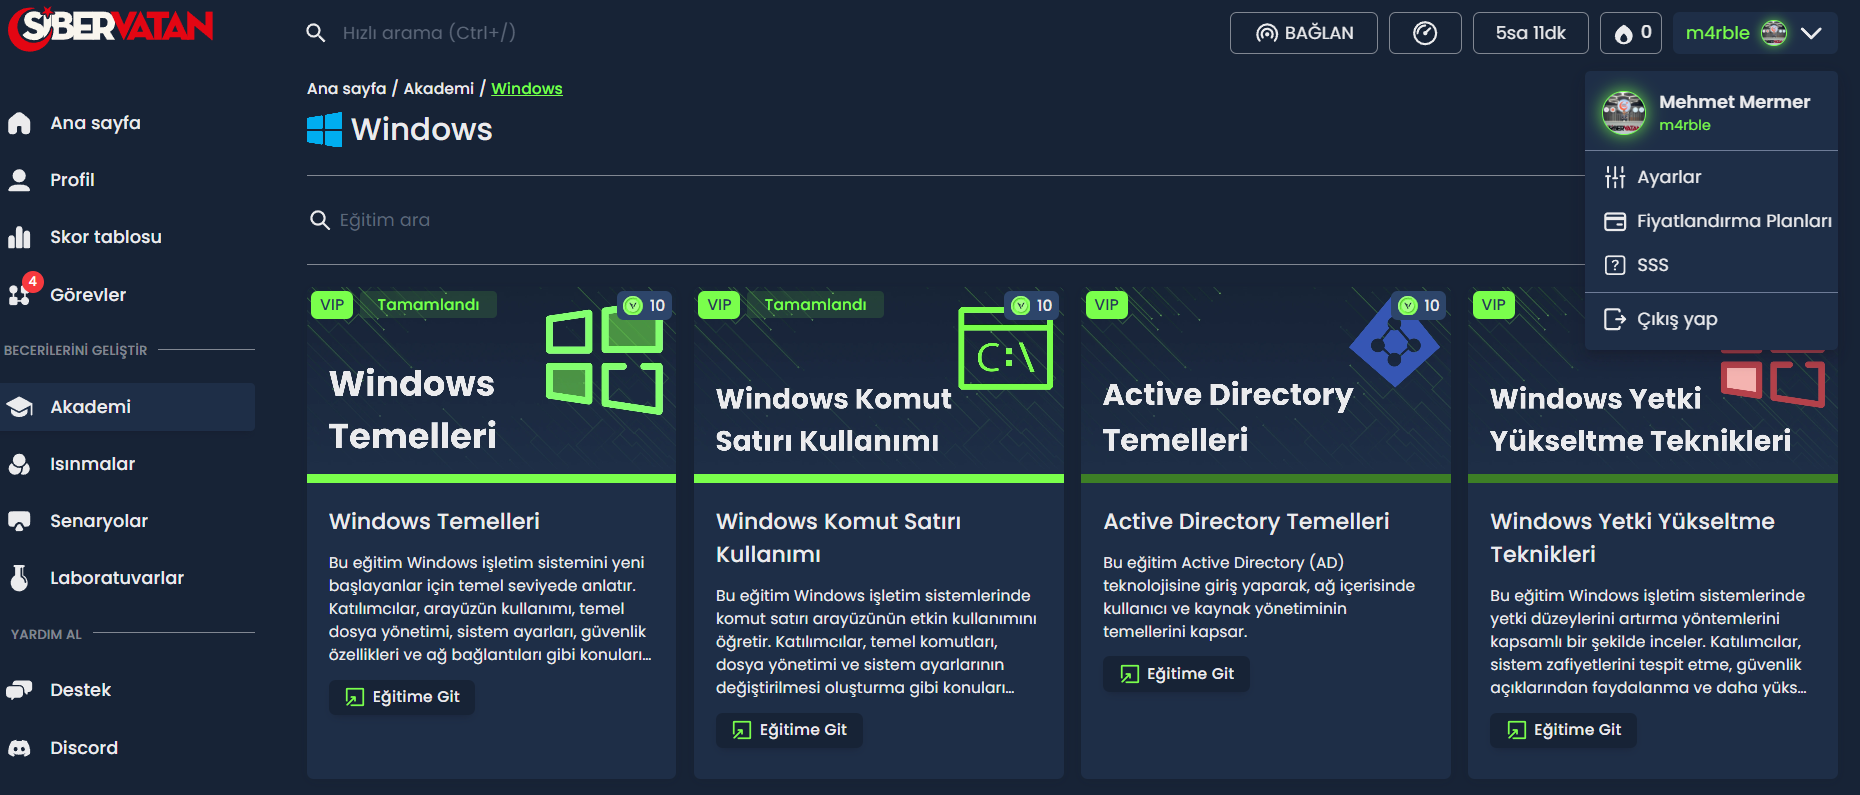 SİBERVATAN
Hızlı arama (Ctrl+/)
BAĞLAN
5sa 11dk
0
m4rble
Ana sayfa / Akademi / Windows
Windows
Mehmet Mermer
m4rble
Ayarlar
Fiyatlandırma Planları
SSS
Çıkış yap
Ana sayfa
Profil
Skor tablosu
4
Görevler
BECERİLERİNİ GELİŞTİR
Akademi
Isınmalar
Senaryolar
Laboratuvarlar
YARDIM AL
Destek
Discord
Eğitim ara
VIP
Tamamlandı
10
Windows
Temelleri
Windows Temelleri
Bu eğitim Windows işletim sistemini yeni
başlayanlar için temel seviyede anlatır.
Katılımcılar, arayüzün kullanımı, temel
dosya yönetimi, sistem ayarları, güvenlik
özellikleri ve ağ bağlantıları gibi konuları...
Eğitime Git
VIP
Tamamlandı
10
C:\
Windows Komut
Satırı Kullanımı
Windows Komut Satırı
Kullanımı
Bu eğitim Windows işletim sistemlerinde
komut satırı arayüzünün etkin kullanımını
öğretir. Katılımcılar, temel komutları,
dosya yönetimi ve sistem ayarlarının
değiştirilmesi oluşturma gibi konuları...
Eğitime Git
VIP
10
Active Directory
Temelleri
Active Directory Temelleri
Bu eğitim Active Directory (AD)
teknolojisine giriş yaparak, ağ içerisinde
kullanıcı ve kaynak yönetiminin
temellerini kapsar.
Eğitime Git
VIP
Windows Yetki
Yükseltme Teknikleri
Windows Yetki Yükseltme
Teknikleri
Bu eğitim Windows işletim sistemlerinde
yetki düzeylerini artırma yöntemlerini
kapsamlı bir şekilde inceler. Katılımcılar,
sistem zafiyetlerini tespit etme, güvenlik
açıklarından faydalanma ve daha yüks...
Eğitime Git